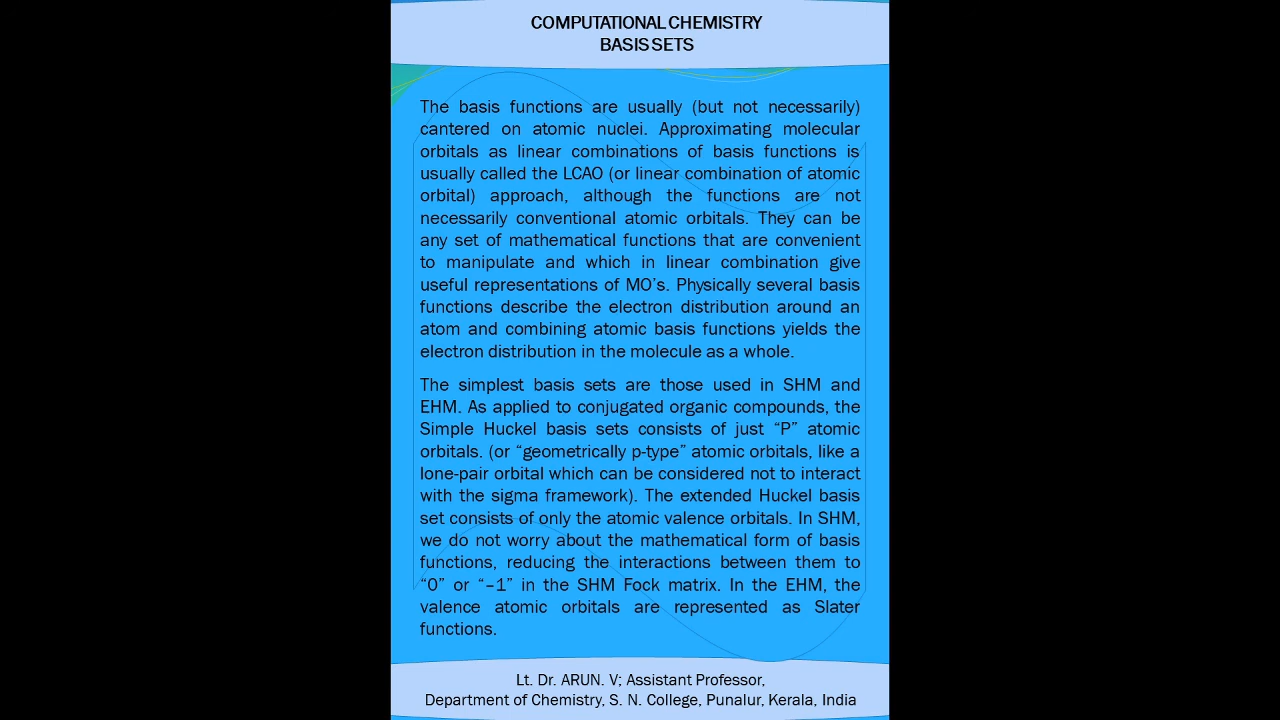 COMPUTATIONAL CHEMISTRY
BASIS SETS
The basis functions are usually (but not necessarily)
cantered on atomic nuclei. Approximating molecular
orbitals as linear combinations of basis functions is
usually called the LCAO (or linear combination of atomic
orbital) approach, although the functions are not
necessarily conventional atomic orbitals. They can be
any set of mathematical functions that are convenient
to manipulate and which in linear combination give
useful representations of MO’s. Physically several basis
functions describe the electron distribution around an
atom and combining atomic basis functions yields the
electron distribution in the molecule as a whole.
The simplest basis sets are those used in SHM and
EHM. As applied to conjugated organic compounds, the
Simple Huckel basis sets consists of just “P” atomic
orbitals. (or “geometrically p-type” atomic orbitals, like a
lone-pair orbital which can be considered not to interact
with the sigma framework). The extended Huckel basis
set consists of only the atomic valence orbitals. In SHM,
we do not worry about the mathematical form of basis
functions, reducing the interactions between them to
“0” or “–1” in the SHM Fock matrix. In the EHM, the
valence atomic orbitals are represented as Slater
functions.
Lt. Dr. ARUN. V; Assistant Professor,
Department of Chemistry, S. N. College, Punalur, Kerala, India